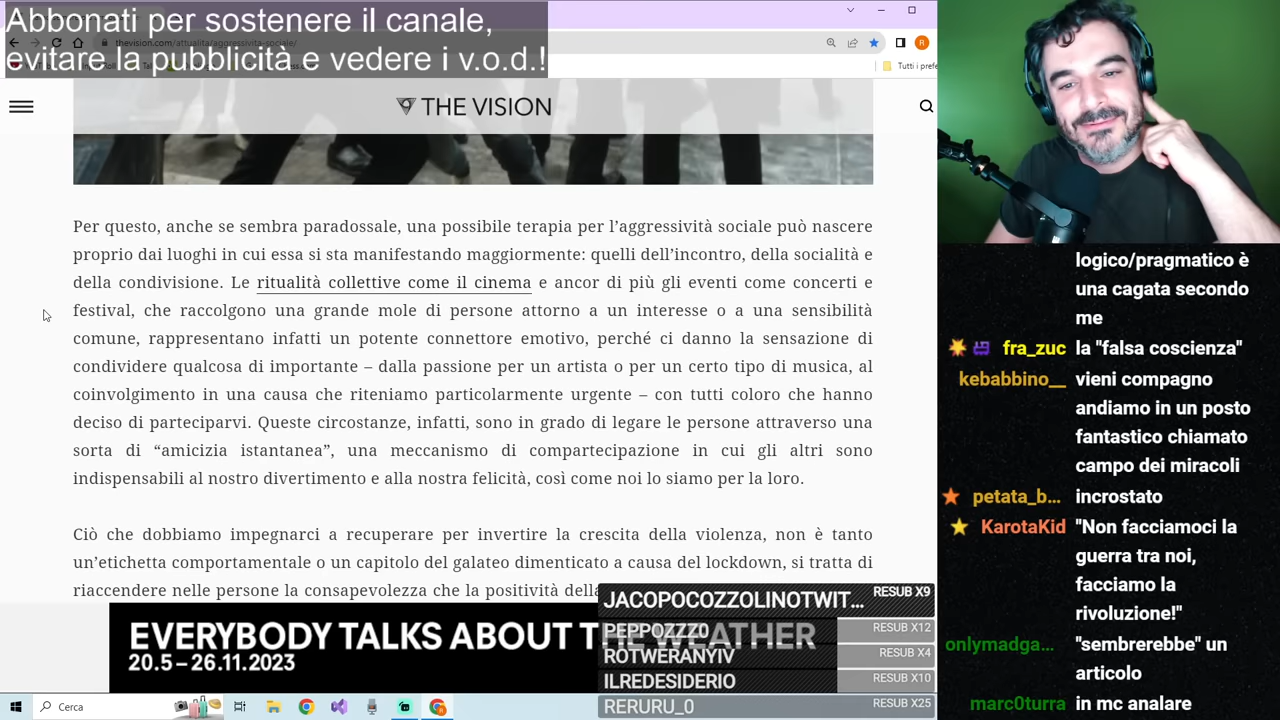 Abbonati per sostenere il canale,
evitare la pubblicità e vedere i v.o.d.!
thevision.com/attualita/aggressivita-sociale/
Tutti i prefe
THE VISION
Per questo, anche se sembra paradossale, una possibile terapia per l’aggressività sociale può nascere
proprio dai luoghi in cui essa si sta manifestando maggiormente: quelli dell’incontro, della socialità e
della condivisione. Le ritualità collettive come il cinema e ancor di più gli eventi come concerti e
festival, che raccolgono una grande mole di persone attorno a un interesse o a una sensibilità
comune, rappresentano infatti un potente connettore emotivo, perché ci danno la sensazione di
condividere qualcosa di importante – dalla passione per un artista o per un certo tipo di musica, al
coinvolgimento in una causa che riteniamo particolarmente urgente – con tutti coloro che hanno
deciso di parteciparvi. Queste circostanze, infatti, sono in grado di legare le persone attraverso una
sorta di “amicizia istantanea”, una meccanismo di compartecipazione in cui gli altri sono
indispensabili al nostro divertimento e alla nostra felicità, così come noi lo siamo per la loro.
Ciò che dobbiamo impegnarci a recuperare per invertire la crescita della violenza, non è tanto
un’etichetta comportamentale o un capitolo del galateo dimenticato a causa del lockdown, si tratta di
riaccendere nelle persone la consapevolezza che la positività della
EVERYBODY TALKS ABOUT THE WEATHER
20.5 – 26.11.2023
JACOPOCOZZOLINOTWIT... RESUB X9
PEPPOZZZ0 RESUB X12
ROTWERANYIV RESUB X4
ILREDESIDERIO RESUB X10
RERURU_0 RESUB X25
Cerca
logico/pragmatico è
una cagata secondo
me
fra_zuc la "falsa coscienza"
kebabbino__ vieni compagno
andiamo in un posto
fantastico chiamato
campo dei miracoli
petata_b... incrostato
KarotaKid "Non facciamoci la
guerra tra noi,
facciamo la
rivoluzione!"
onlymadga... "sembrerebbe" un
articolo
marc0turra in mc analare